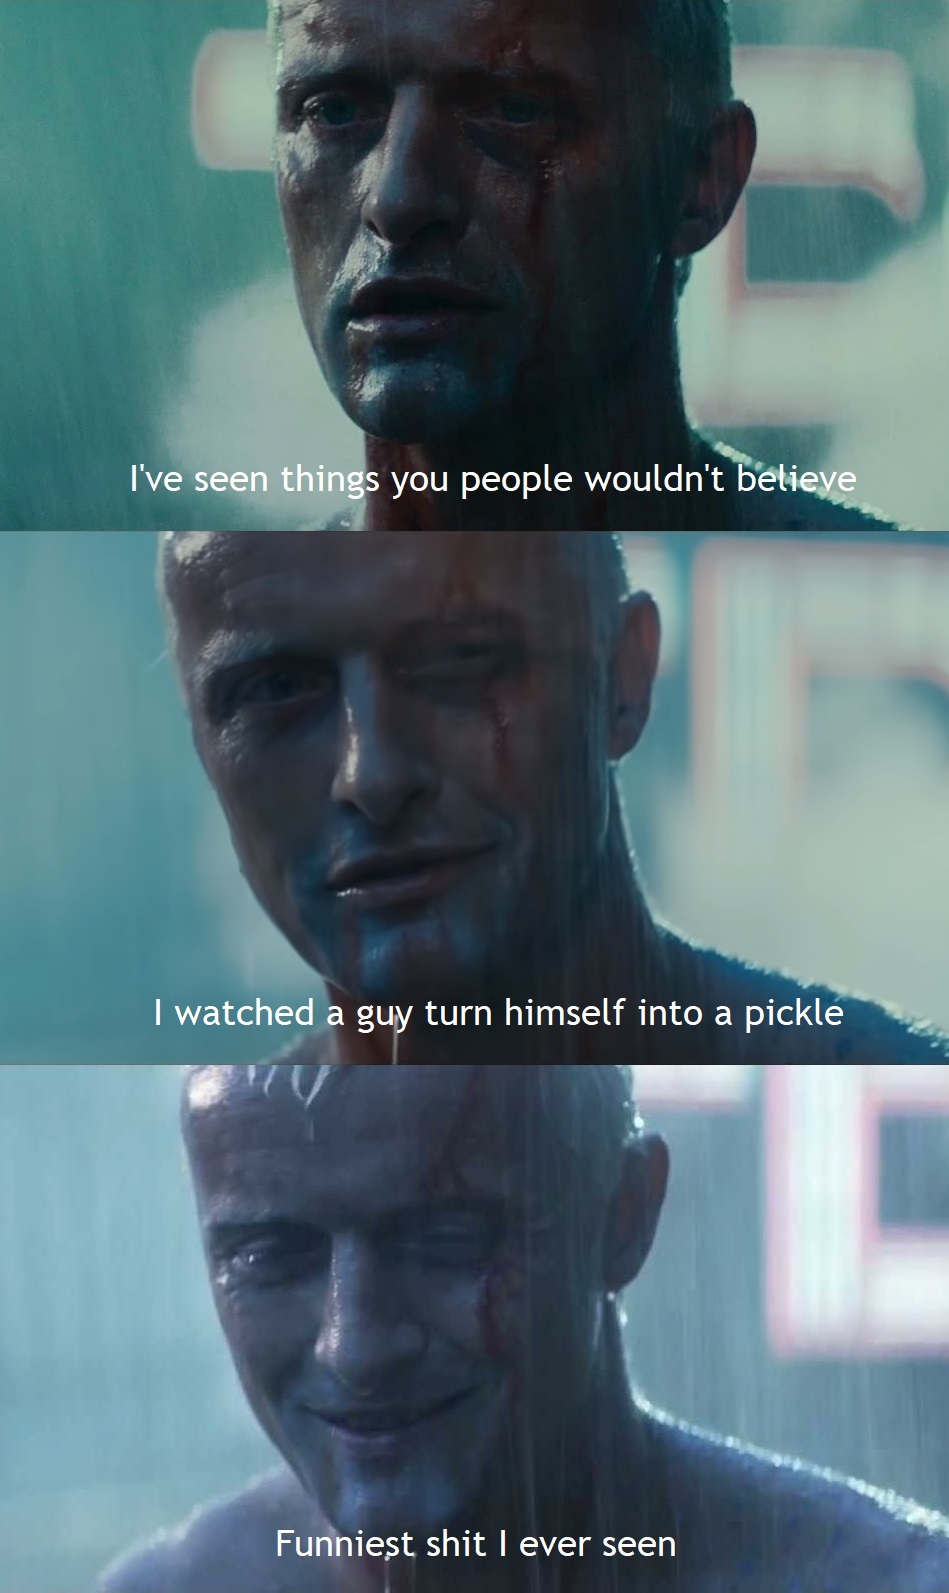 I've seen things you people wouldn't believe
I watched a guy turn himself into a pickle
Funniest shit I ever seen